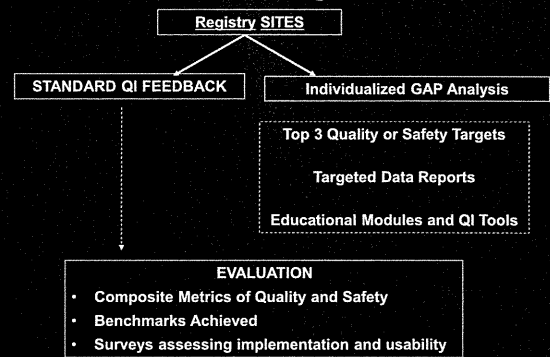 Registry SITES
STANDARD QI FEEDBACK
Individualized GAP Analysis
Top 3 Quality or Safety Targets
Targeted Data Reports
Educational Modules and QI Tools
EVALUATION
• Composite Metrics of Quality and Safety
• Benchmarks Achieved
• Surveys assessing implementation and usability